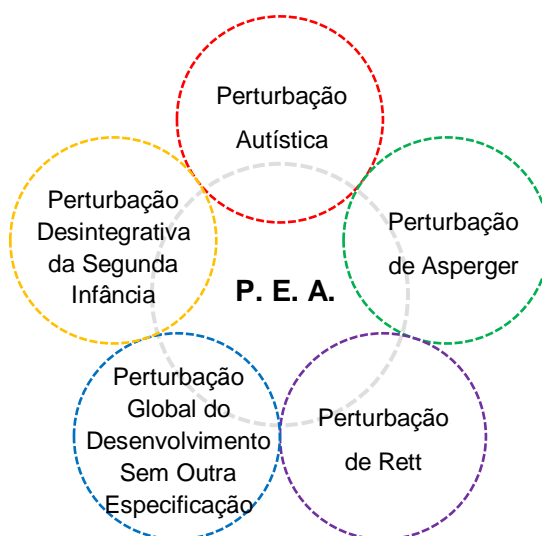 Perturbação
Autística
Perturbação
Desintegrativa
da Segunda
Infância
Perturbação
de Asperger
P. E. A.
Perturbação
Global do
Desenvolvimento
Sem Outra
Especificação
Perturbação
de Rett